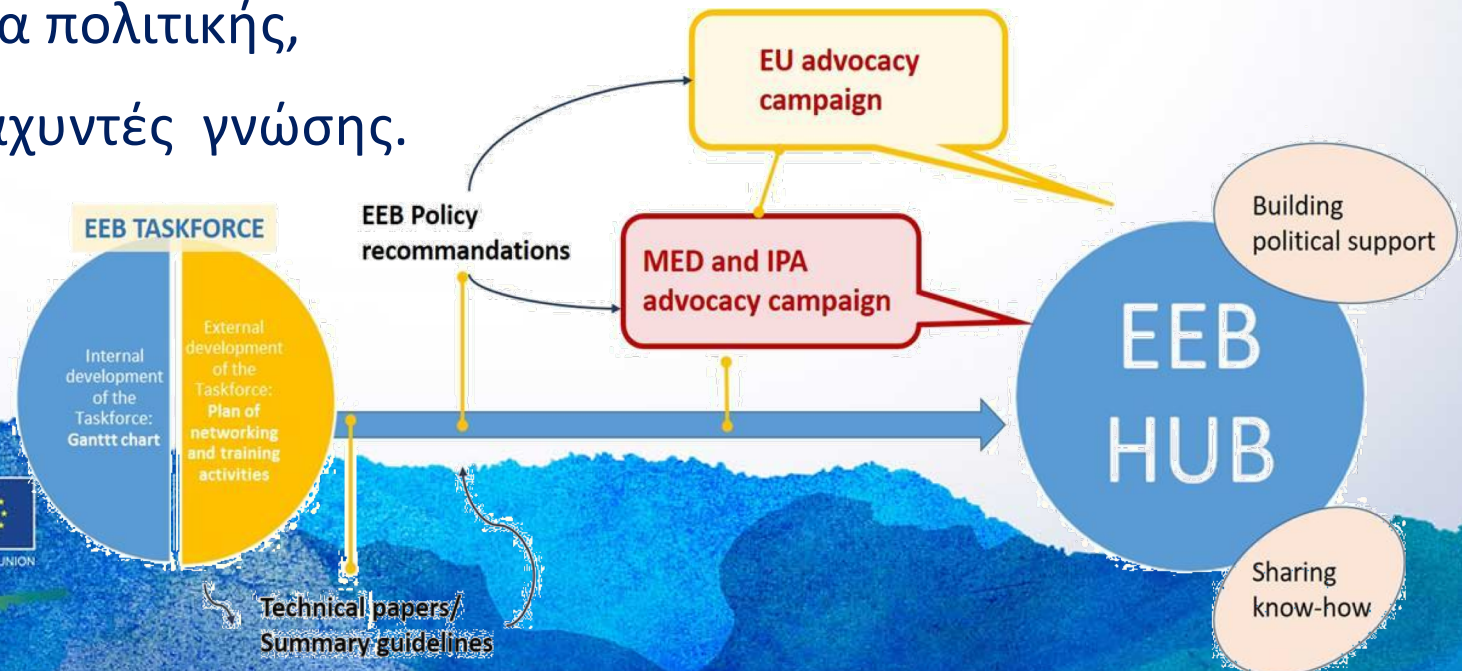 α πολιτικής,
αχυντές γνώσης.
EU advocacy
campaign
EEB TASKFORCE
EEB Policy
recommandations
MED and IPA
advocacy campaign
Building
political support
Internal
development
of the
Taskforce:
Ganttt chart
External
development
of the
Taskforce:
Plan of
networking
and training
activities
EEB
HUB
UNION
Technical papers/
Summary guidelines
Sharing
know-how